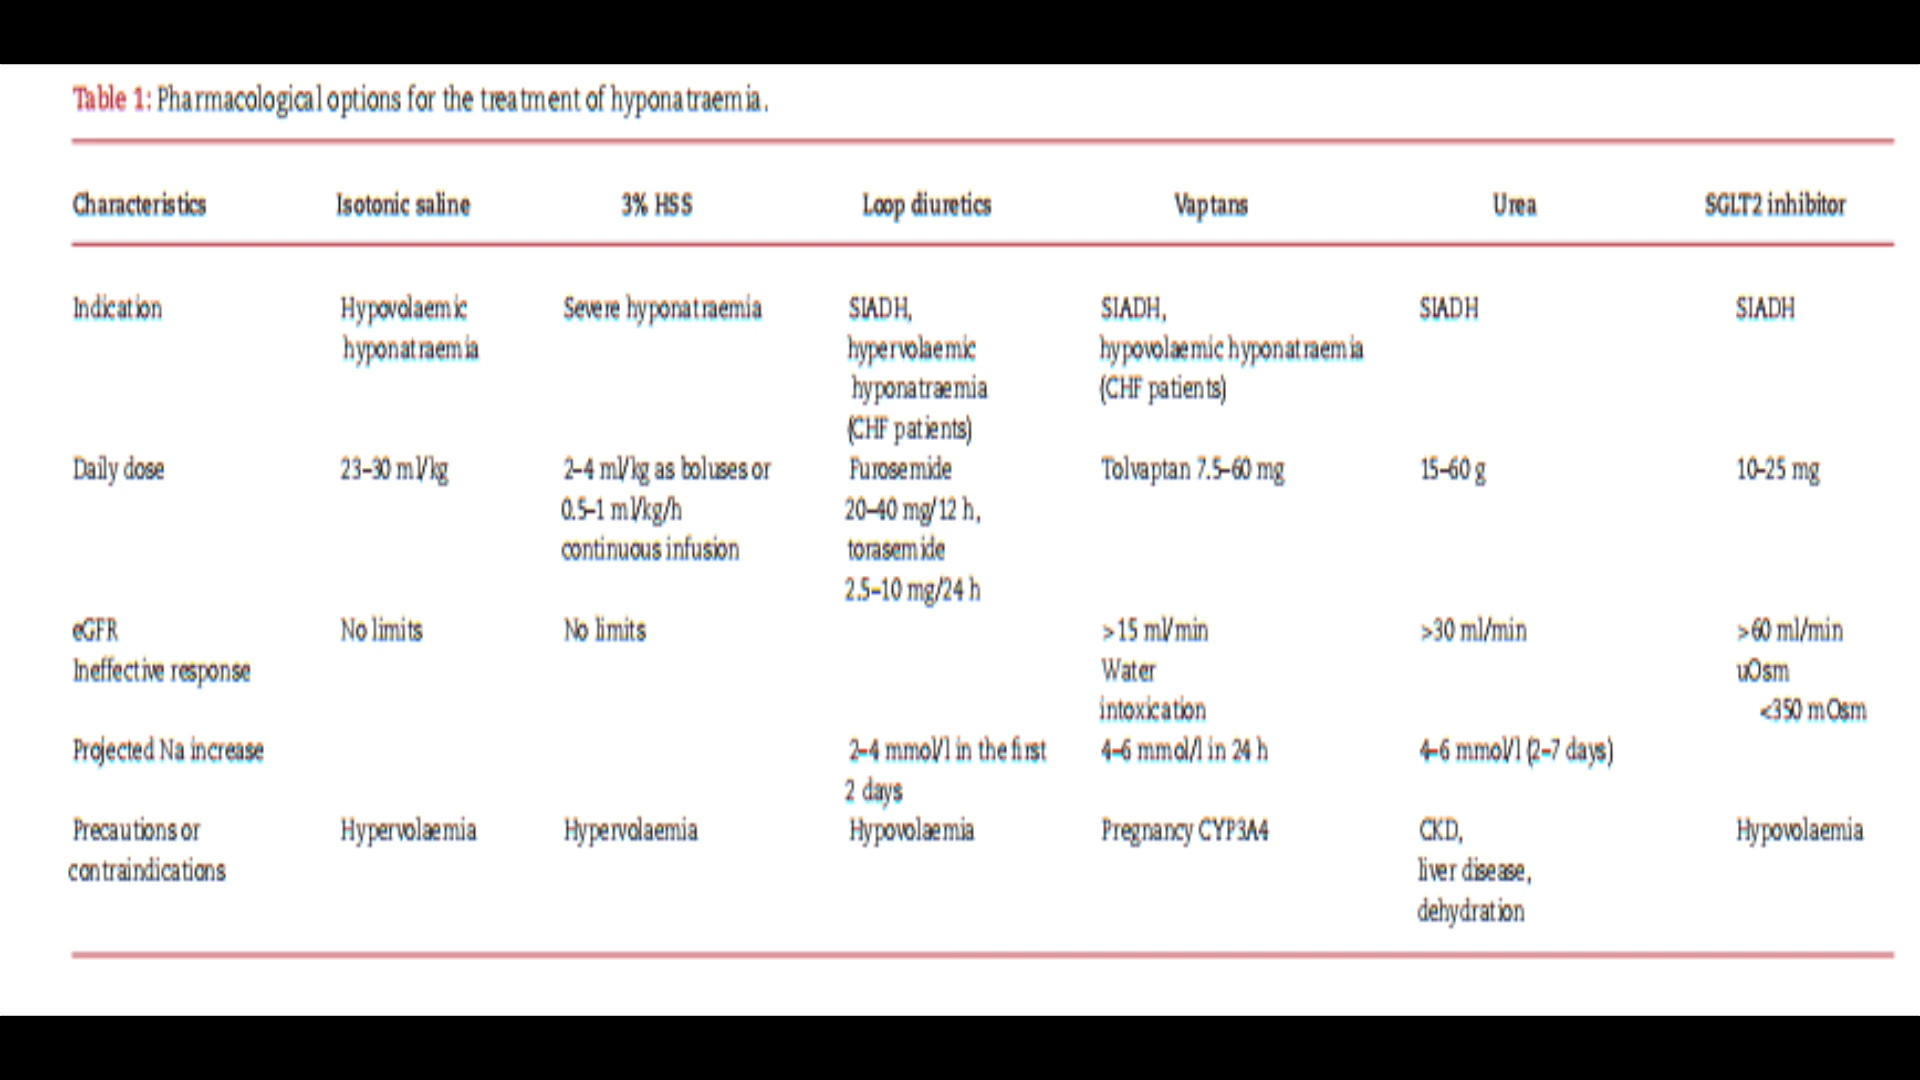 Table 1: Pharmacological options for the treatment of hyponatraemia.
Characteristics Isotonic saline 3% HSS Loop diuretics Vaptans Urea SGLT2 inhibitor
Indication Hypovolaemic Severe hyponatraemia SIADH, SIADH, SIADH SIADH
hyponatraemia hypervolaemic hypovolaemic hyponatraemia
hyponatraemia (CHF patients)
(CHF patients)
Daily dose 23–30 ml/kg 2–4 ml/kg as boluses or Furosemide Tolvaptan 7.5–60 mg 15–60 g 10–25 mg
0.5–1 ml/kg/h 20–40 mg/12 h,
continuous infusion torasemide
2.5–10 mg/24 h
eGFR No limits No limits >15 ml/min >30 ml/min >60 ml/min
Ineffective response Water uOsm
intoxication <350 mOsm
Projected Na increase 2–4 mmol/l in the first 4–6 mmol/l in 24 h 4–6 mmol/l (2–7 days)
2 days
Precautions or Hypervolaemia Hypervolaemia Hypovolaemia Pregnancy CYP3A4 CKD, Hypovolaemia
contraindications liver disease,
dehydration